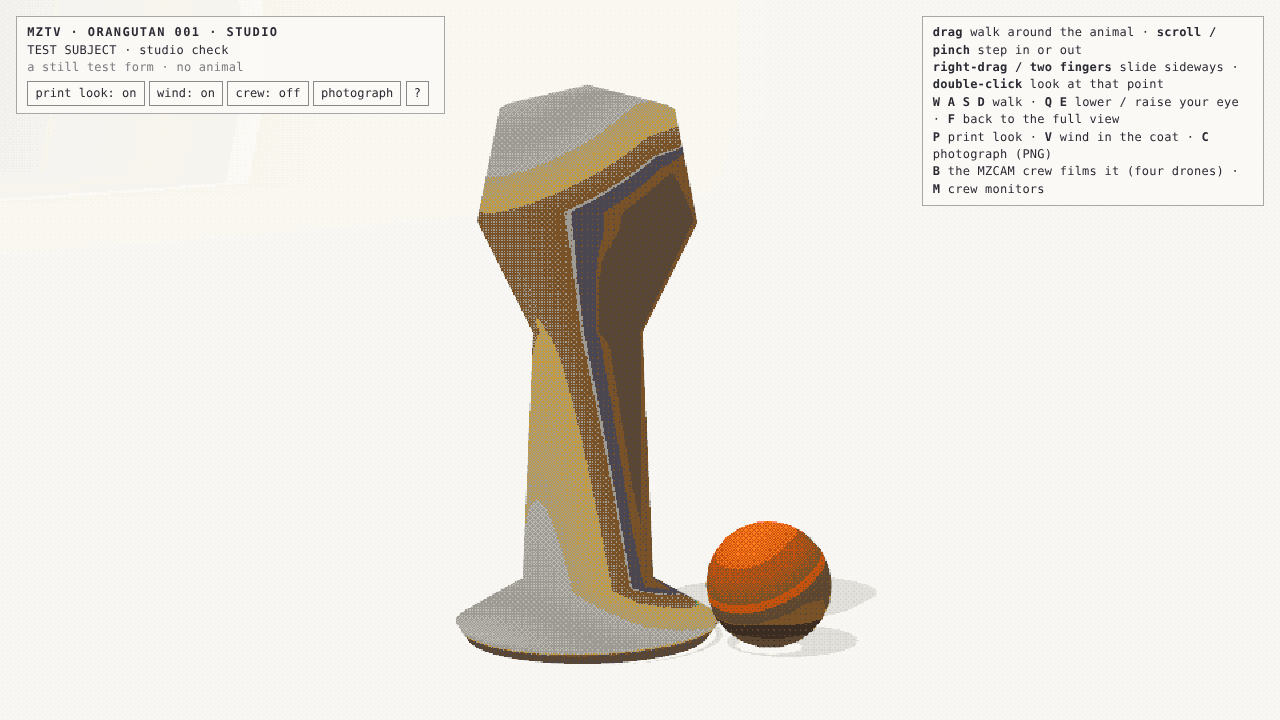 MZTV · ORANGUTAN 001 · STUDIO
TEST SUBJECT · studio check
a still test form · no animal
print look: on wind: on crew: off photograph ?
drag walk around the animal · scroll /
pinch step in or out
right-drag / two fingers slide sideways ·
double-click look at that point
W A S D walk · Q E lower / raise your eye
· F back to the full view
P print look · V wind in the coat · C
photograph (PNG)
B the MZCAM crew films it (four drones) ·
M crew monitors